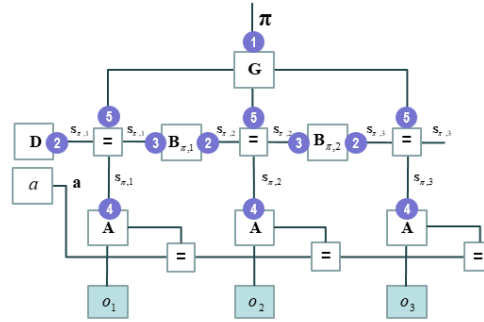 π
1
G
5 5 5
s_{π,1} s_{π,1} s_{π,2} s_{π,2} s_{π,3} s_{π,3}
D 2 = 3 B_{π,1} 2 = 3 B_{π,2} 2 =
a a s_{π,1} s_{π,2} s_{π,3}
4 4 4
A A A
= = =
o_1 o_2 o_3